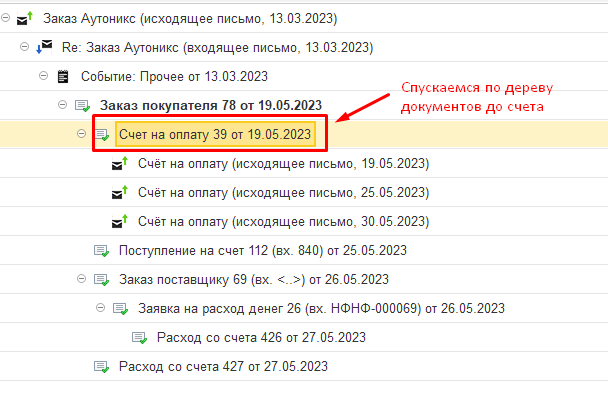 Заказ Аутоникс (исходящее письмо, 13.03.2023)
Re: Заказ Аутоникс (входящее письмо, 13.03.2023)
Событие: Прочее от 13.03.2023
Спускаемся по дереву
документов до счета
Заказ покупателя 78 от 19.05.2023
Счет на оплату 39 от 19.05.2023
Счёт на оплату (исходящее письмо, 19.05.2023)
Счёт на оплату (исходящее письмо, 25.05.2023)
Счёт на оплату (исходящее письмо, 30.05.2023)
Поступление на счет 112 (вх. 840) от 25.05.2023
Заказ поставщику 69 (вх. <..>) от 26.05.2023
Заявка на расход денег 26 (вх. НФНФ-000069) от 26.05.2023
Расход со счета 426 от 27.05.2023
Расход со счета 427 от 27.05.2023